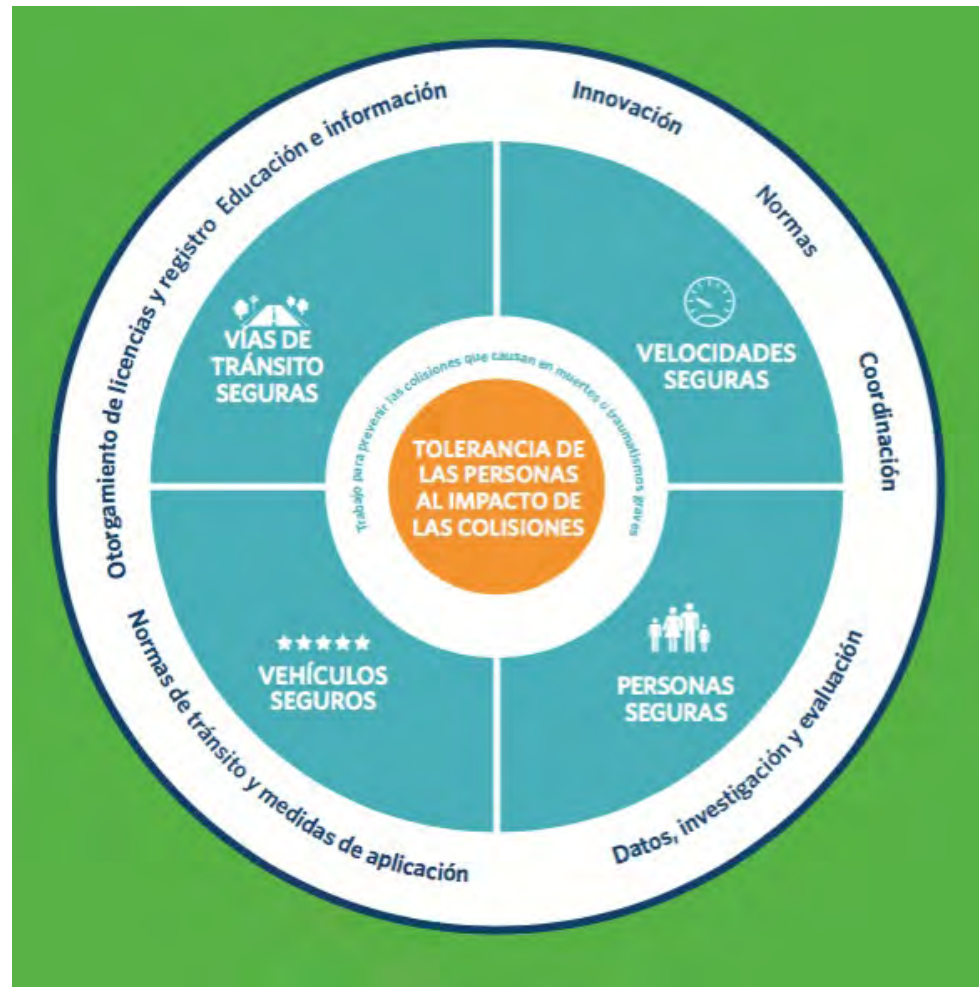 Innovación
Normas
Coordinación
Datos, investigación y evaluación
Normas de tránsito y medidas de aplicación
Otorgamiento de licencias y registro
Educación e información
VÍAS DE
TRÁNSITO
SEGURAS
VELOCIDADES
SEGURAS
Trabajo para prevenir las colisiones que causan en muertes o traumatismos graves
TOLERANCIA DE
LAS PERSONAS
AL IMPACTO DE
LAS COLISIONES
VEHÍCULOS
SEGUROS
PERSONAS
SEGURAS